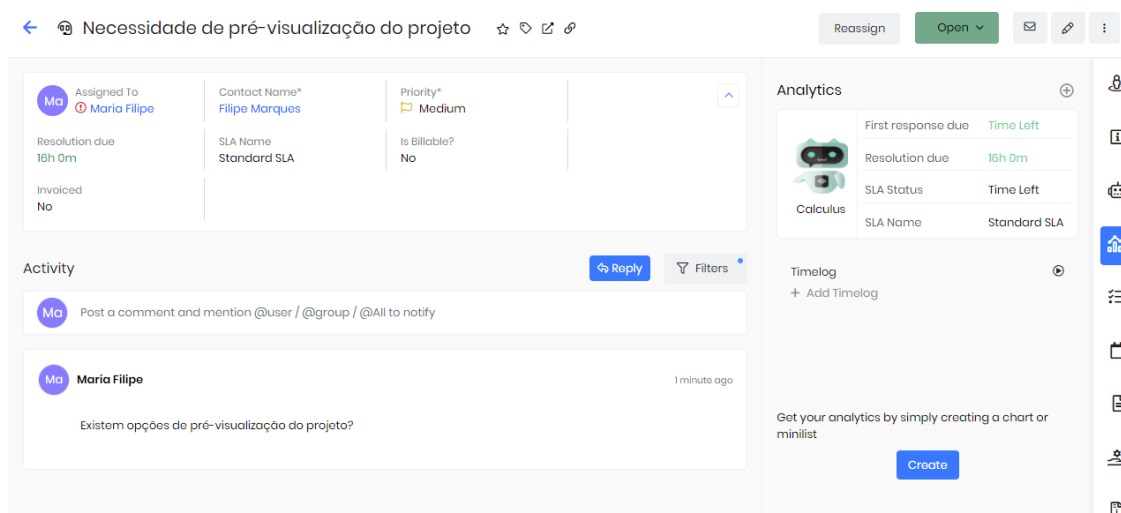 Necessidade de pré-visualização do projeto
Reassign
Open
Ma
Assigned To
Maria Filipe
Contact Name*
Filipe Marques
Priority*
Medium
Resolution due
16h 0m
SLA Name
Standard SLA
Is Billable?
No
Invoiced
No
Activity
Reply
Filters
Ma
Post a comment and mention @user / @group / @All to notify
Ma
Maria Filipe
1 minute ago
Existem opções de pré-visualização do projeto?
Analytics
Calculus
First response due Time Left
Resolution due 16h 0m
SLA Status Time Left
SLA Name Standard SLA
Timelog
+ Add Timelog
Get your analytics by simply creating a chart or
minilist
Create